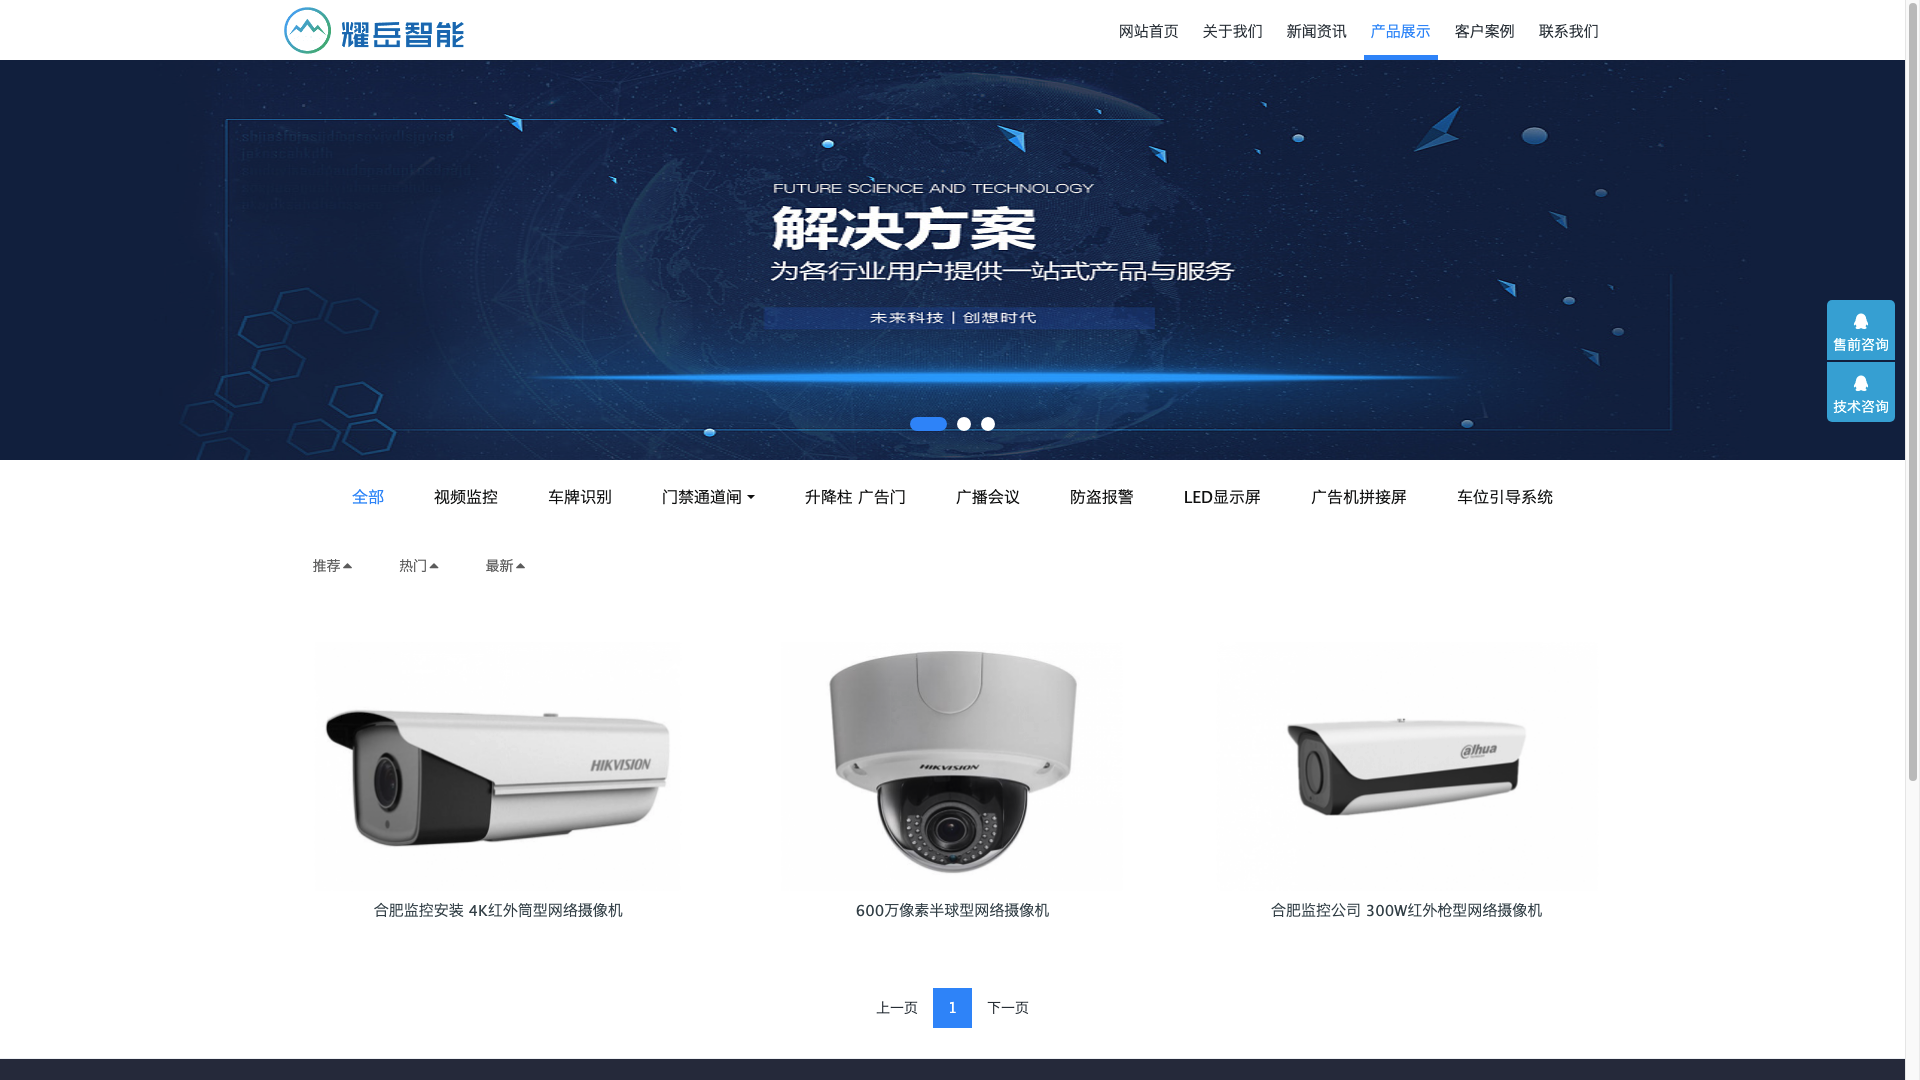 耀岳智能
网站首页 关于我们 新闻资讯 产品展示 客户案例 联系我们
FUTURE SCIENCE AND TECHNOLOGY
解决方案
为各行业用户提供一站式产品与服务
未来科技丨创想时代
售前咨询
技术咨询
全部 视频监控 车牌识别 门禁通道闸 升降柱 广告门 广播会议 防盗报警 LED显示屏 广告机拼接屏 车位引导系统
推荐 热门 最新
HIKVISION
HIKVISION
alhua
合肥监控安装 4K红外筒型网络摄像机
600万像素半球型网络摄像机
合肥监控公司 300W红外枪型网络摄像机
上一页 1 下一页